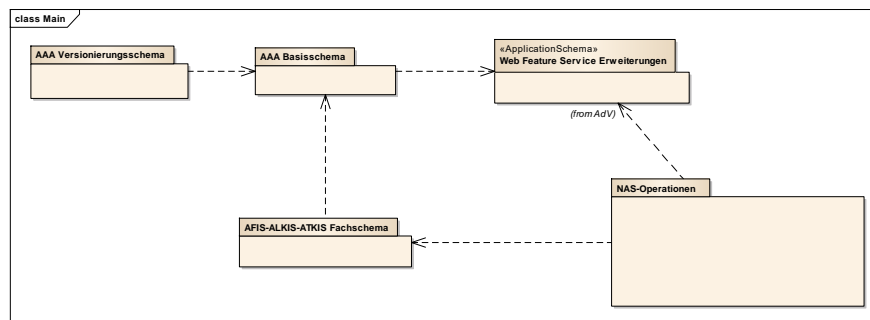 class Main
AAA Versionierungsschema
AAA Basisschema
«ApplicationSchema»
Web Feature Service Erweiterungen
(from AdV)
NAS-Operationen
AFIS-ALKIS-ATKIS Fachschema